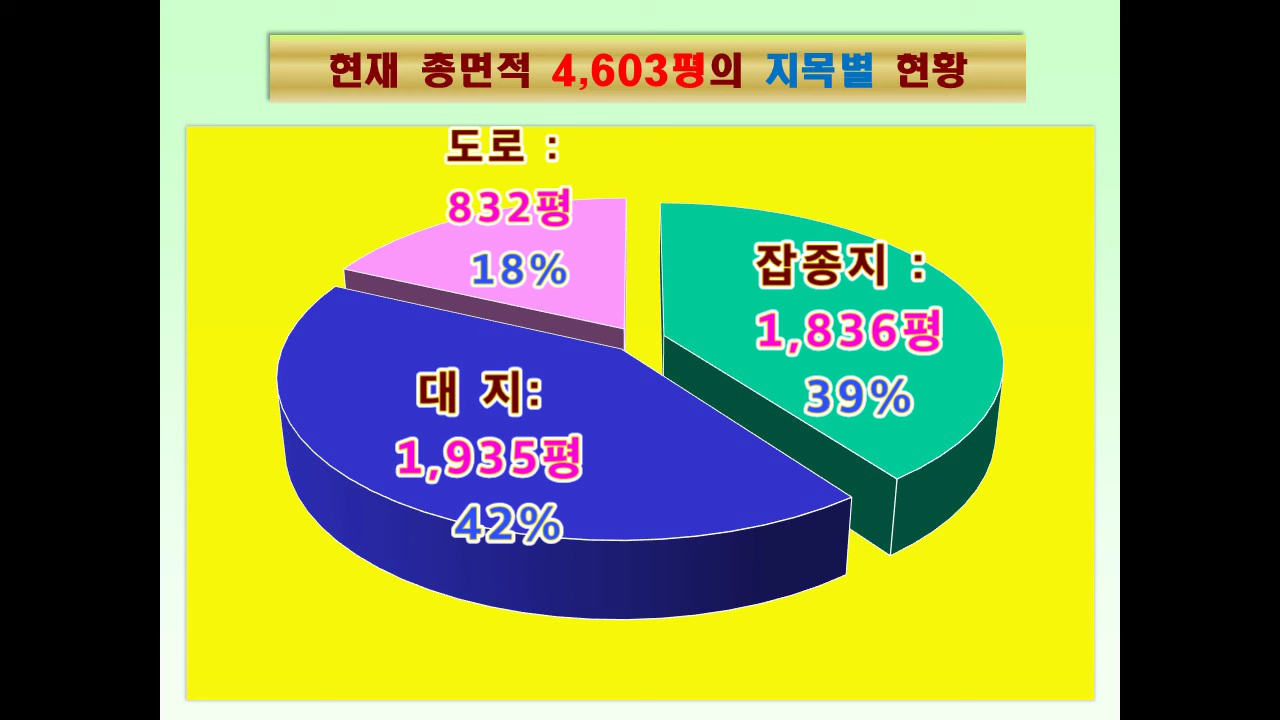 현재 총면적 4,603평의 지목별 현황
도로 :
832평
18%
잡종지 :
1,836평
39%
대 지:
1,935평
42%